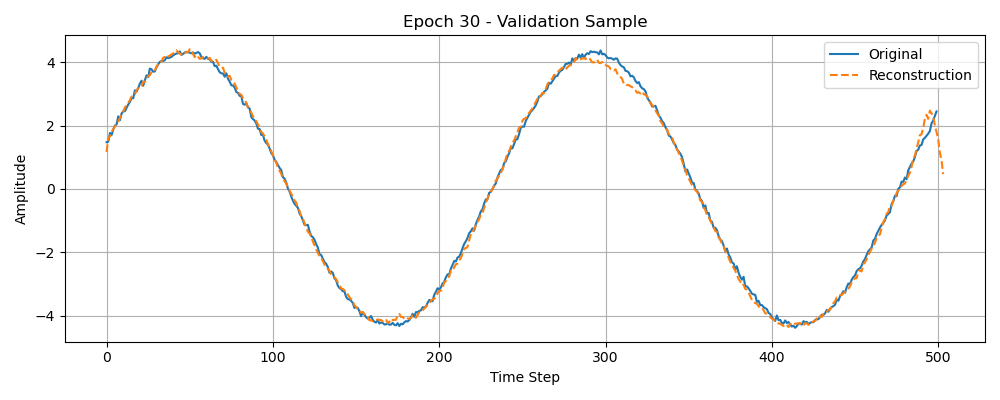 Epoch 30 - Validation Sample
Original
Reconstruction
Amplitude
4
2
0
−2
−4
0 100 200 300 400 500
Time Step